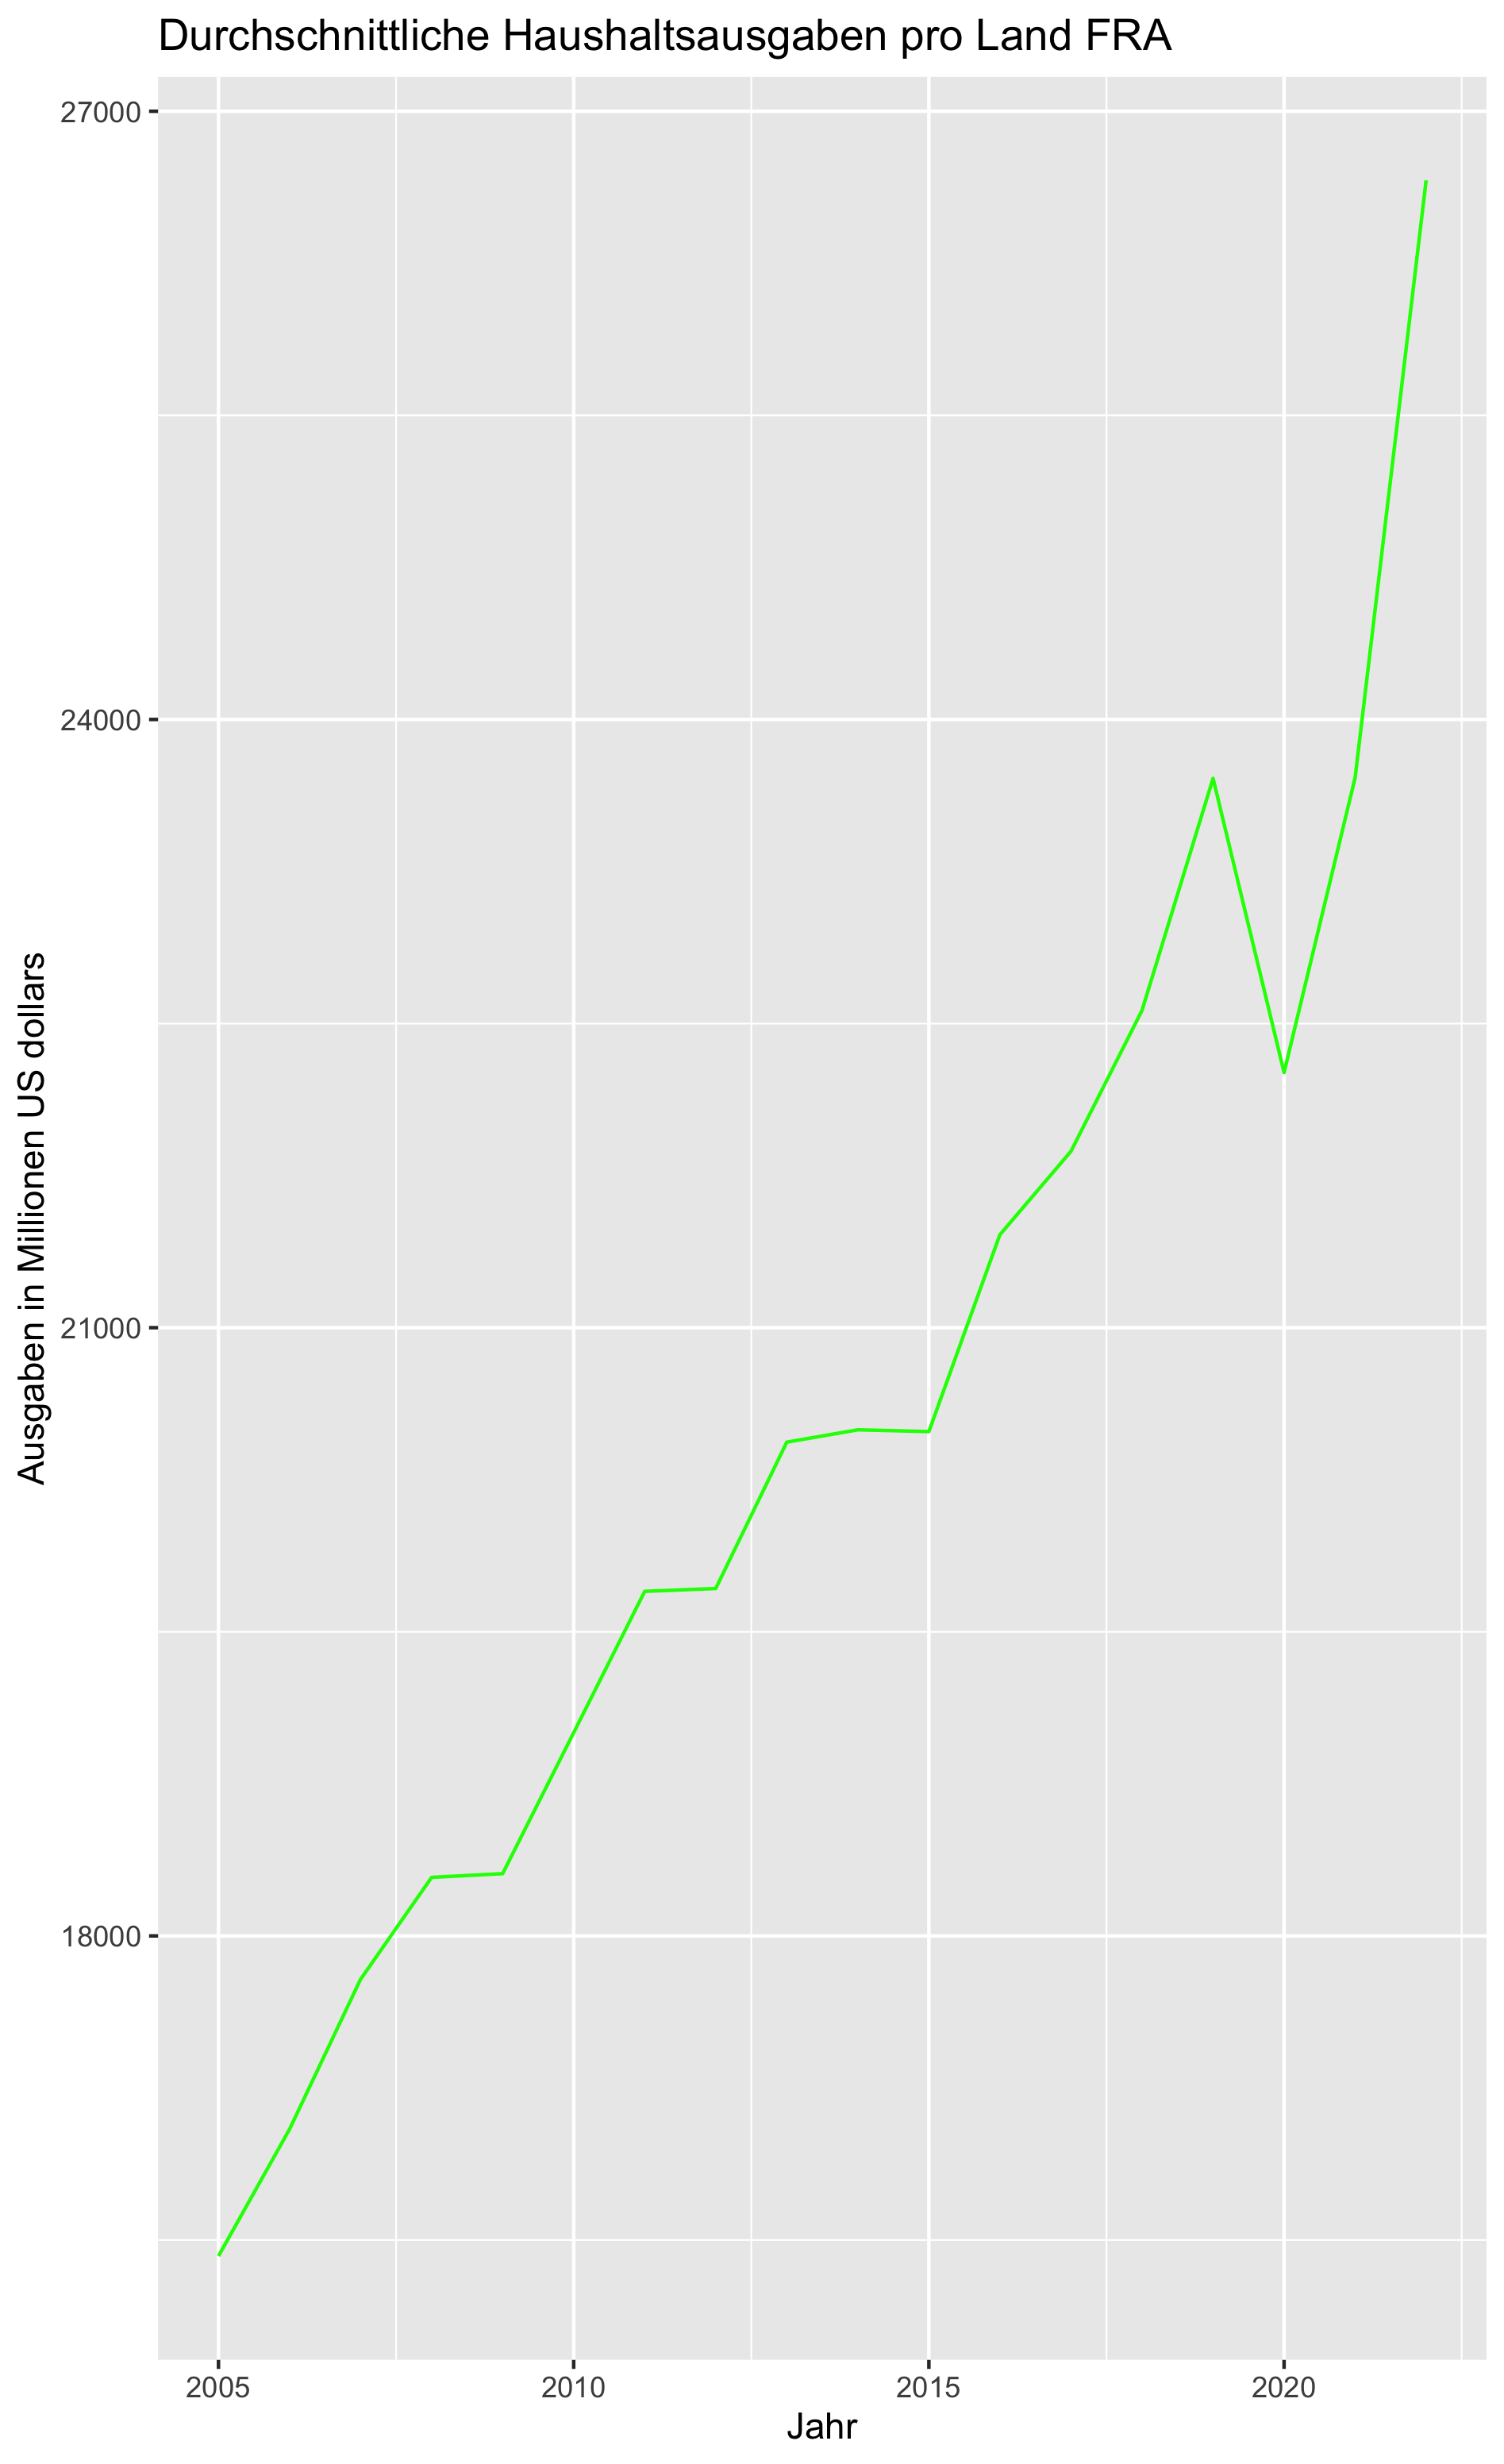 Durchschnittliche Haushaltsausgaben pro Land FRA
27000
24000
21000
18000
Ausgaben in Millionen US dollars
2005
2010
2015
2020
Jahr